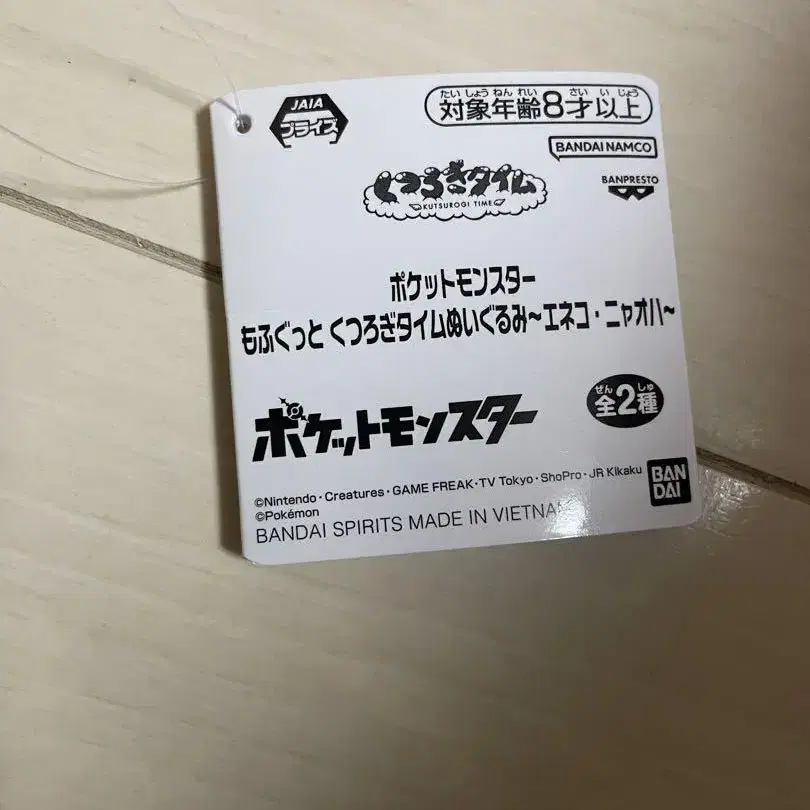 JAIA
プライズ
対象年齢8才以上
たいしょうねんれい さいいじょう
BANDAI NAMCO
BANPRESTO
くつろぎタイム
KUTSUROGI TIME
ポケットモンスター
もふぐっと くつろぎタイムぬいぐるみ~エネコ・ニャオハ~
ポケットモンスター
ぜん しゅ
全2種
©Nintendo・Creatures・GAME FREAK・TV Tokyo・ShoPro・JR Kikaku
©Pokémon
BANDAI SPIRITS MADE IN VIETNAM
BAN
DAI